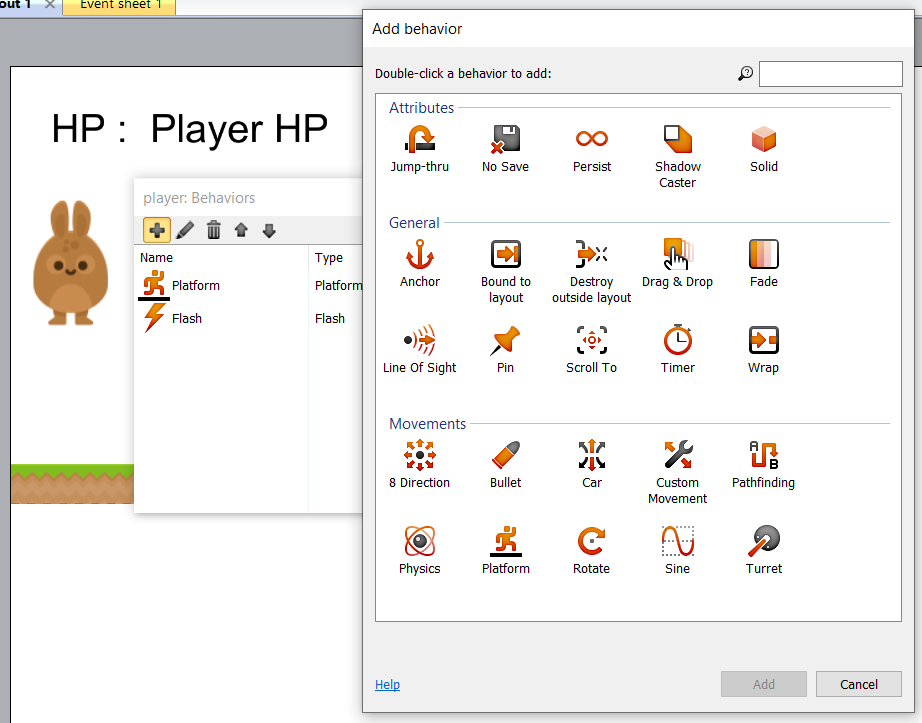 out 1
Event sheet 1
HP :  Player HP
player: Behaviors
Name
Type
Platform
Platform
Flash
Flash
Add behavior
Double-click a behavior to add:
Attributes
Jump-thru
No Save
Persist
Shadow
Caster
Solid
General
Anchor
Bound to
layout
Destroy
outside layout
Drag & Drop
Fade
Line Of Sight
Pin
Scroll To
Timer
Wrap
Movements
8 Direction
Bullet
Car
Custom
Movement
A
B
Pathfinding
Physics
Platform
Rotate
Sine
Turret
Help
Add
Cancel